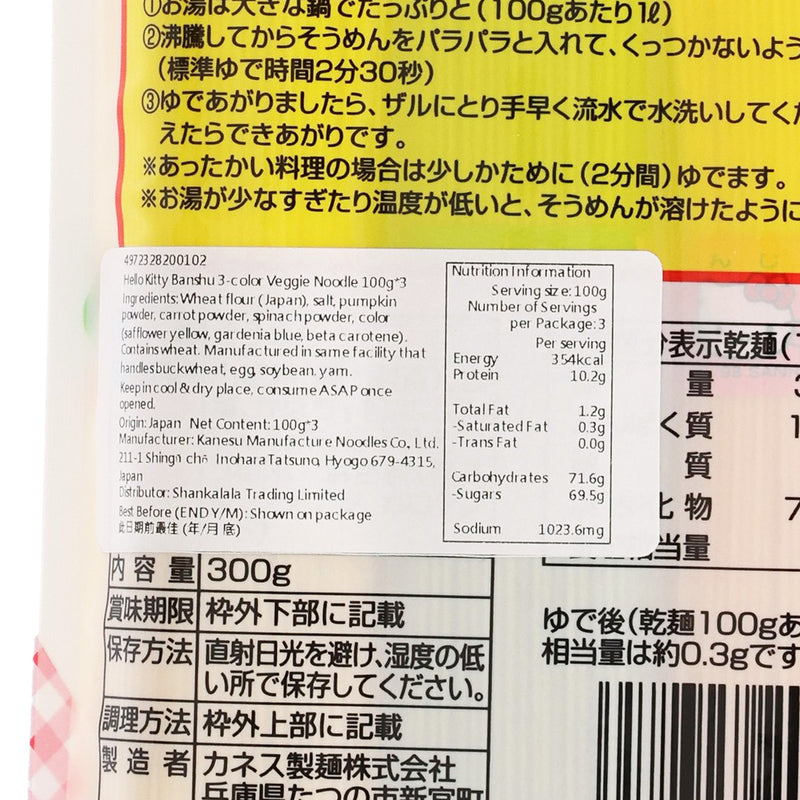 ①お湯は大きな鍋でたっぷりと(100gあたり1ℓ)
②沸騰してからそうめんをパラパラと入れて、くっつかないよう
(標準ゆで時間2分30秒)
③ゆであがりましたら、ザルにとり手早く流水で水洗いしてくだ
えたらできあがりです。
※あったかい料理の場合は少しかために(2分間)ゆでます。
※お湯が少なすぎたり温度が低いと、そうめんが溶けたように
んじ
4972328200102
Hello Kitty Banshu 3-color Veggie Noodle 100g*3
Ingredients: Wheat flour (Japan), salt, pumpkin
powder, carrot powder, spinach powder, color
(safflower yellow, gardenia blue, beta carotene).
Contains wheat. Manufactured in same facility that
handles buckwheat, egg, soybean, yam.
Keep in cool & dry place, consume ASAP once
opened.
Origin: Japan Net Content: 100g*3
Manufacturer: Kanesu Manufacture Noodles Co., Ltd.
211-1 Shingū chō Inohara Tatsuno, Hyogo 679-4315,
Japan
Distributor: Shankalala Trading Limited
Best Before (END Y/M): Shown on package
此日期前最佳 (年/月 底)
Nutrition Information
Serving size: 100g
Number of Servings
per Package: 3
Per serving
Energy 354kcal
Protein 10.2g
Total Fat 1.2g
-Saturated Fat 0.3g
-Trans Fat 0.0g
Carbohydrates 71.6g
-Sugars 69.5g
Sodium 1023.6mg
表示乾麺(
量
く質 1
質
化物 7
相当量
内容量 300g
賞味期限 枠外下部に記載
保存方法 直射日光を避け、湿度の低
い所で保存してください。
調理方法 枠外上部に記載
製造者 カネス製麺株式会社
兵庫県たつの市新宮町
ゆで後(乾麺100gあ
相当量は約0.3gです